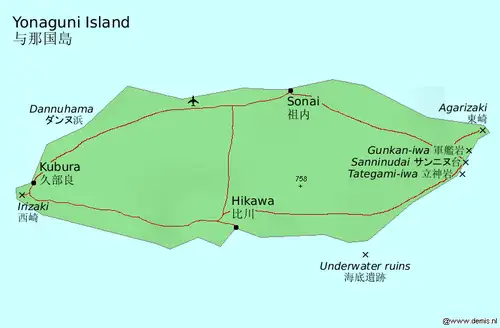 Yonaguni Island
与那国島
Dannuhama
ダンヌ浜
Sonai
祖内
Agarizaki
東崎
Gunkan-iwa 軍艦岩
Sanninudai サンニヌ台
Tategami-iwa 立神岩
Kubura
久部良
758
Irizaki
西崎
Hikawa
比川
Underwater ruins
海底遺跡
@www.demis.nl